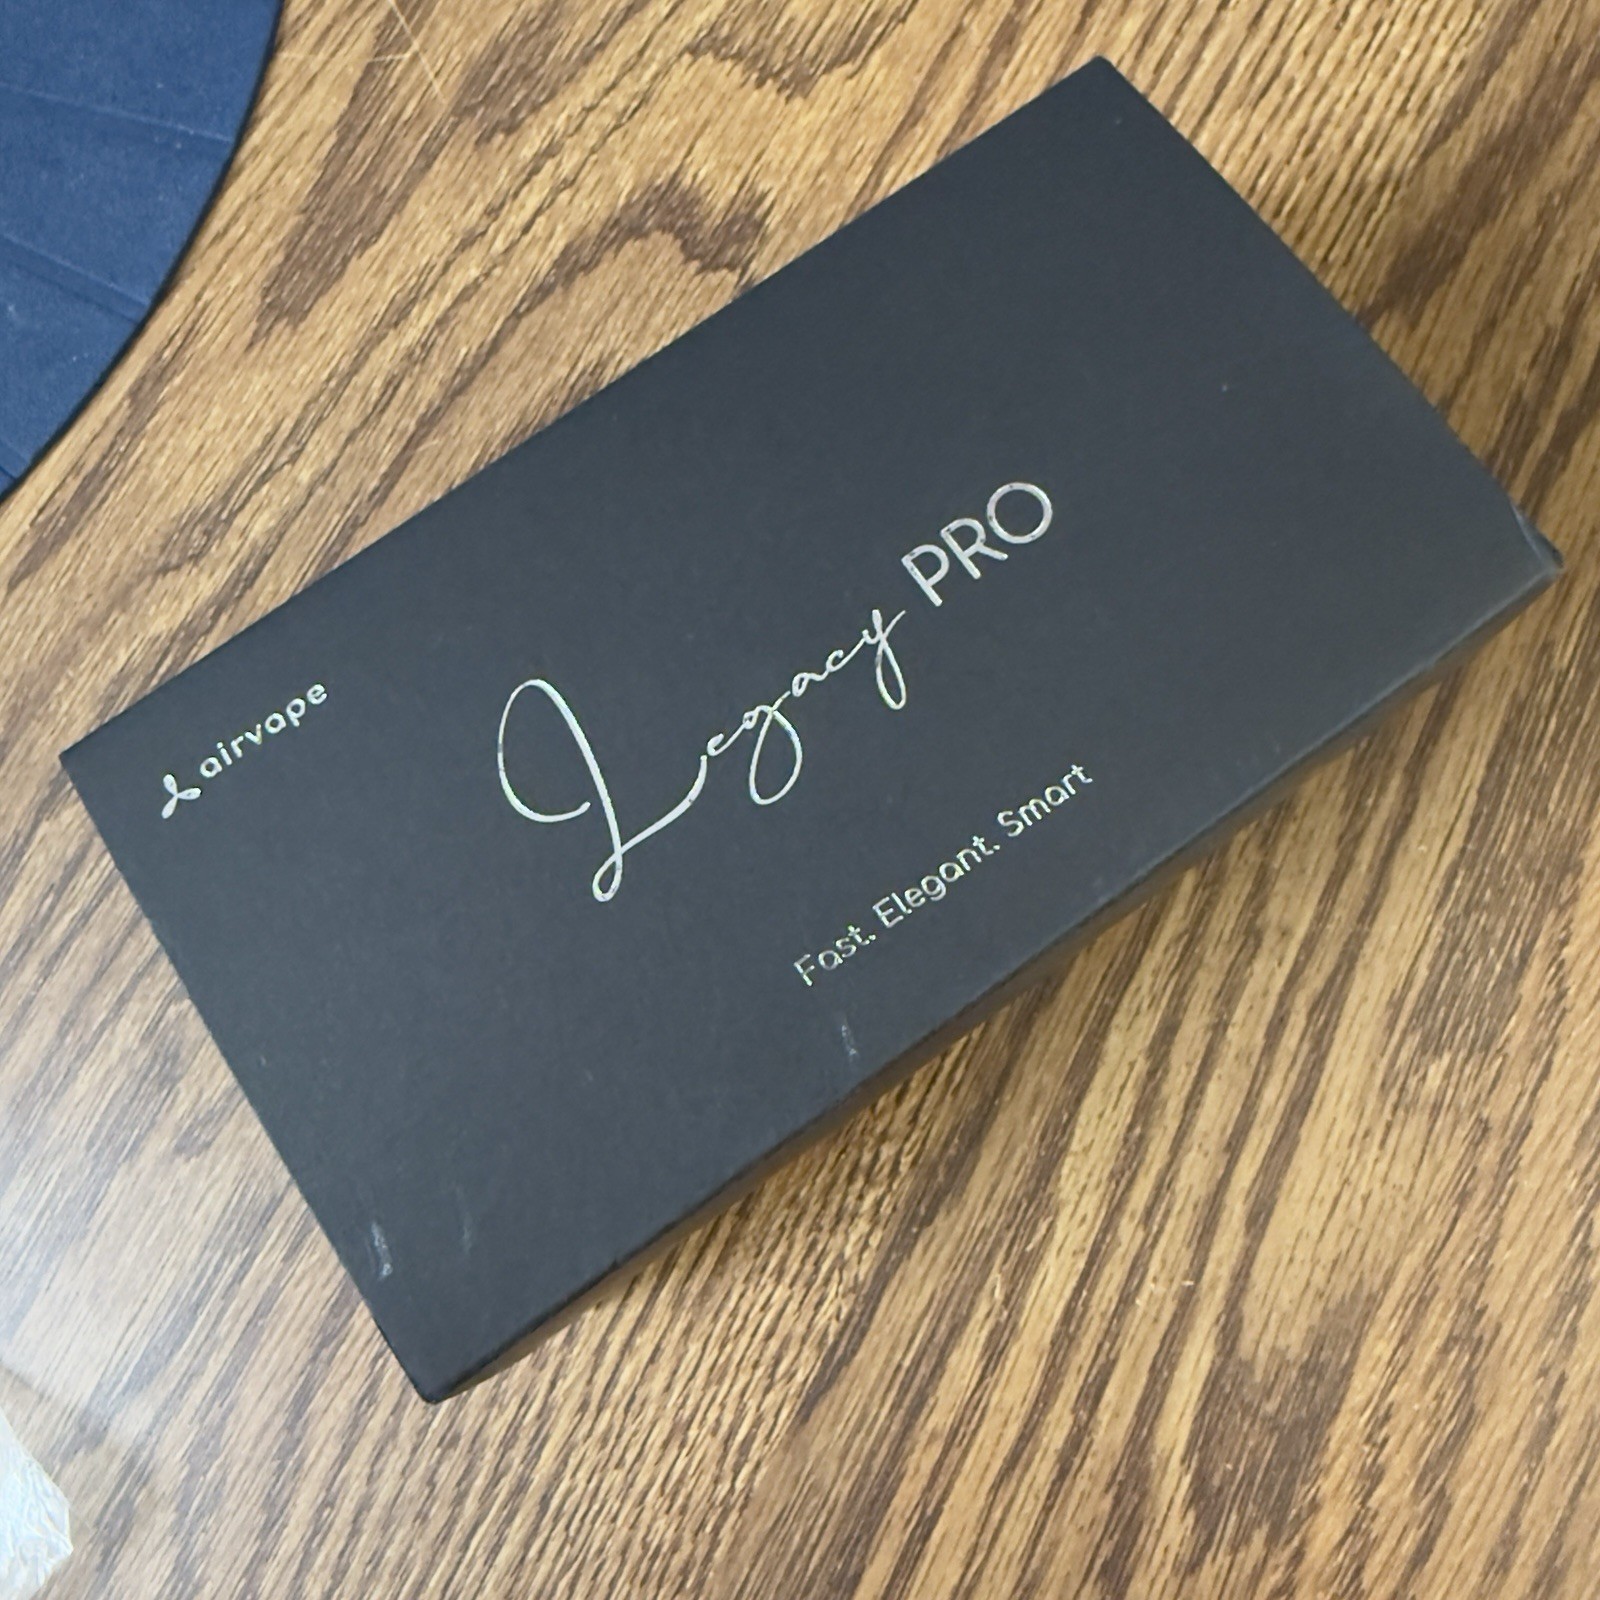 airvape
Legacy PRO
Fast. Elegant. Smart